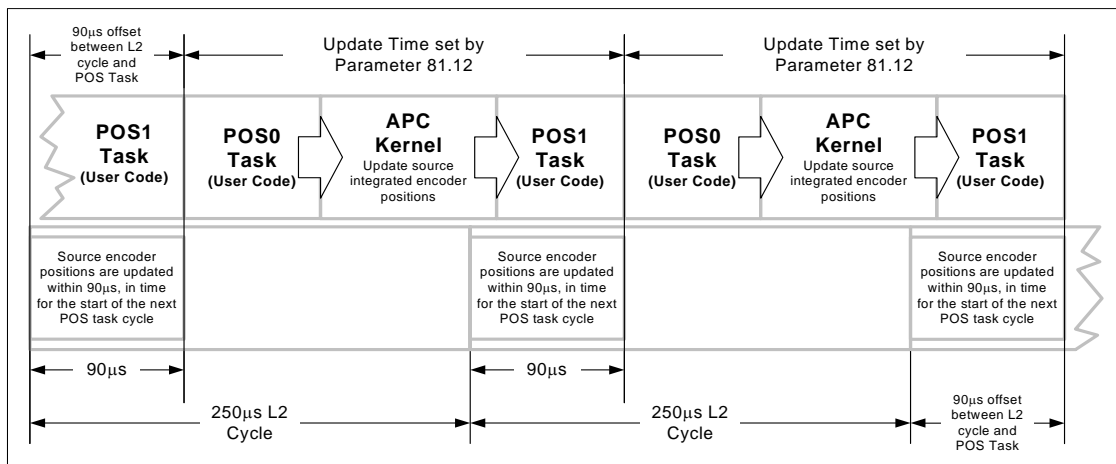 90μs offset
between L2
cycle and
POS Task
Update Time set by
Parameter 81.12
Update Time set by
Parameter 81.12
POS1
Task
(User Code)
POS0
Task
(User Code)
APC
Kernel
Update source
integrated encoder
positions
POS1
Task
(User Code)
POS0
Task
(User Code)
APC
Kernel
Update source
integrated encoder
positions
POS1
Task
(User Code)
Source encoder
positions are updated
within 90μs, in time
for the start of the next
POS task cycle
Source encoder
positions are updated
within 90μs, in time
for the start of the next
POS task cycle
Source encoder
positions are updated
within 90μs, in time
for the start of the next
POS task cycle
90μs
90μs
250μs L2
Cycle
250μs L2
Cycle
90μs offset
between L2
cycle and
POS Task